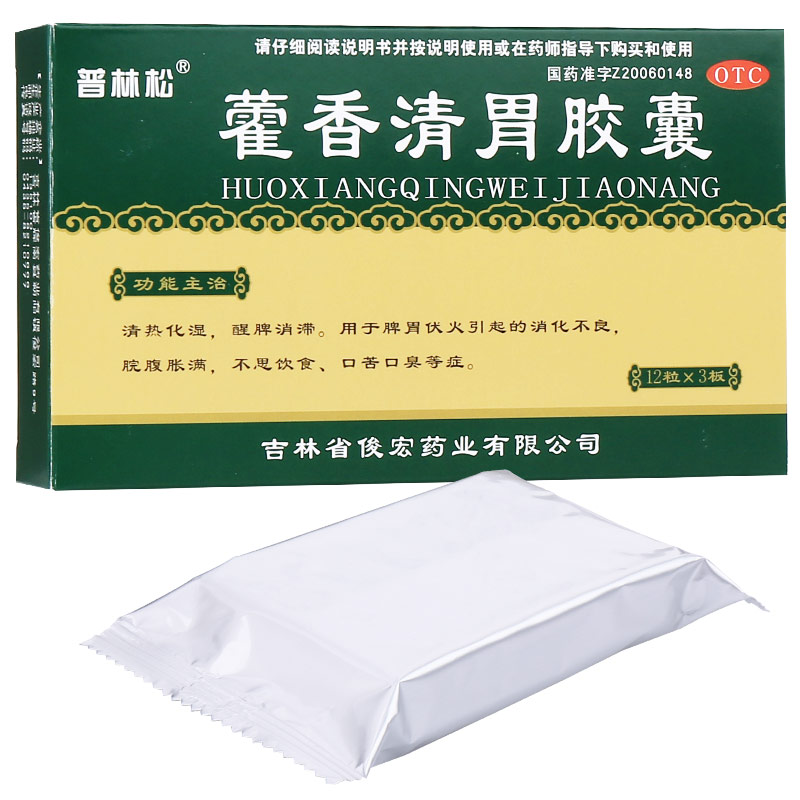 请仔细阅读说明书并按说明使用或在药师指导下购买和使用
国药准字Z20060148
OTC
普林松®
藿香清胃胶囊
HUOXIANGQINGWEIJIAONANG
功能主治
清热化湿，醒脾消滞。用于脾胃伏火引起的消化不良，
脘腹胀满，不思饮食、口苦口臭等症。
12粒×3板
吉林省俊宏药业有限公司